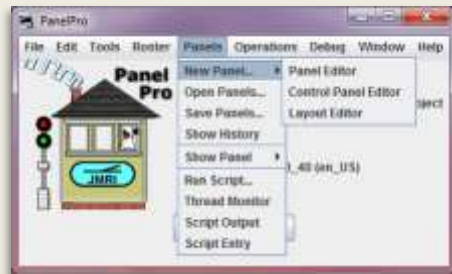 PanelPro
File Edit Tools Roster Panels Operations Debug Window Help
Panel
Pro
New Panel...
Open Panels...
Save Panels...
Show History
Show Panel
Run Script...
Thread Monitor
Script Output
Script Entry
Panel Editor
Control Panel Editor
Layout Editor
JMRI
(en_US)